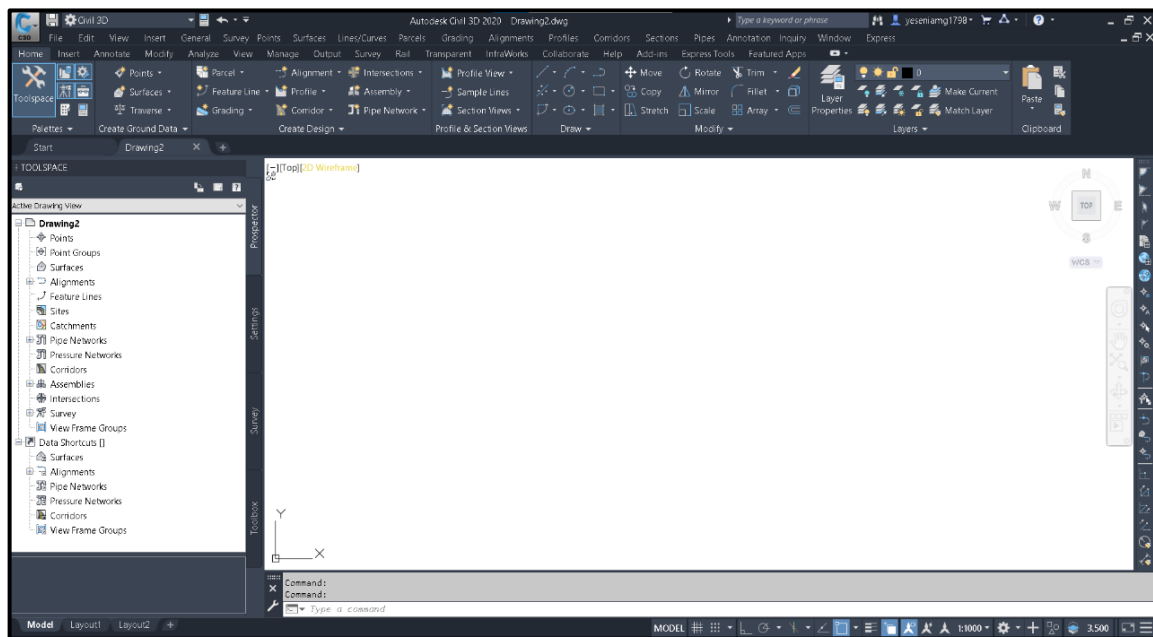 Civil 3D
Autodesk Civil 3D 2020 Drawing2.dwg
Type a keyword or phrase
yeseniamg1798
C3D
File Edit View Insert General Survey Points Surfaces Lines/Curves Parcels Grading Alignments Profiles Corridors Sections Pipes Annotation Inquiry Window Express
Home Insert Annotate Modify Analyze View Manage Output Survey Rail Transparent InfraWorks Collaborate Help Add-ins Express Tools Featured Apps
Points Parcel Alignment Intersections Profile View Move Rotate Trim 0
Toolspace Surfaces Feature Line Profile Assembly Sample Lines Copy Mirror Fillet Layer Properties Make Current Paste
Traverse Grading Corridor Pipe Network Section Views Stretch Scale Array Match Layer
Palettes Create Ground Data Create Design Profile & Section Views Draw Modify Layers Clipboard
Start Drawing2
TOOLSPACE
[-][Top][2D Wireframe]
Active Drawing View
Drawing2
Points
Point Groups
Surfaces
Alignments
Feature Lines
Sites
Catchments
Pipe Networks
Pressure Networks
Corridors
Assemblies
Intersections
Survey
View Frame Groups
Data Shortcuts []
Surfaces
Alignments
Pipe Networks
Pressure Networks
Corridors
View Frame Groups
Prospector
Settings
Survey
Toolbox
N
W TOP E
S
WCS
Y
X
Command:
Command:
Type a command
Model Layout1 Layout2 +
MODEL 1:1000 3.500